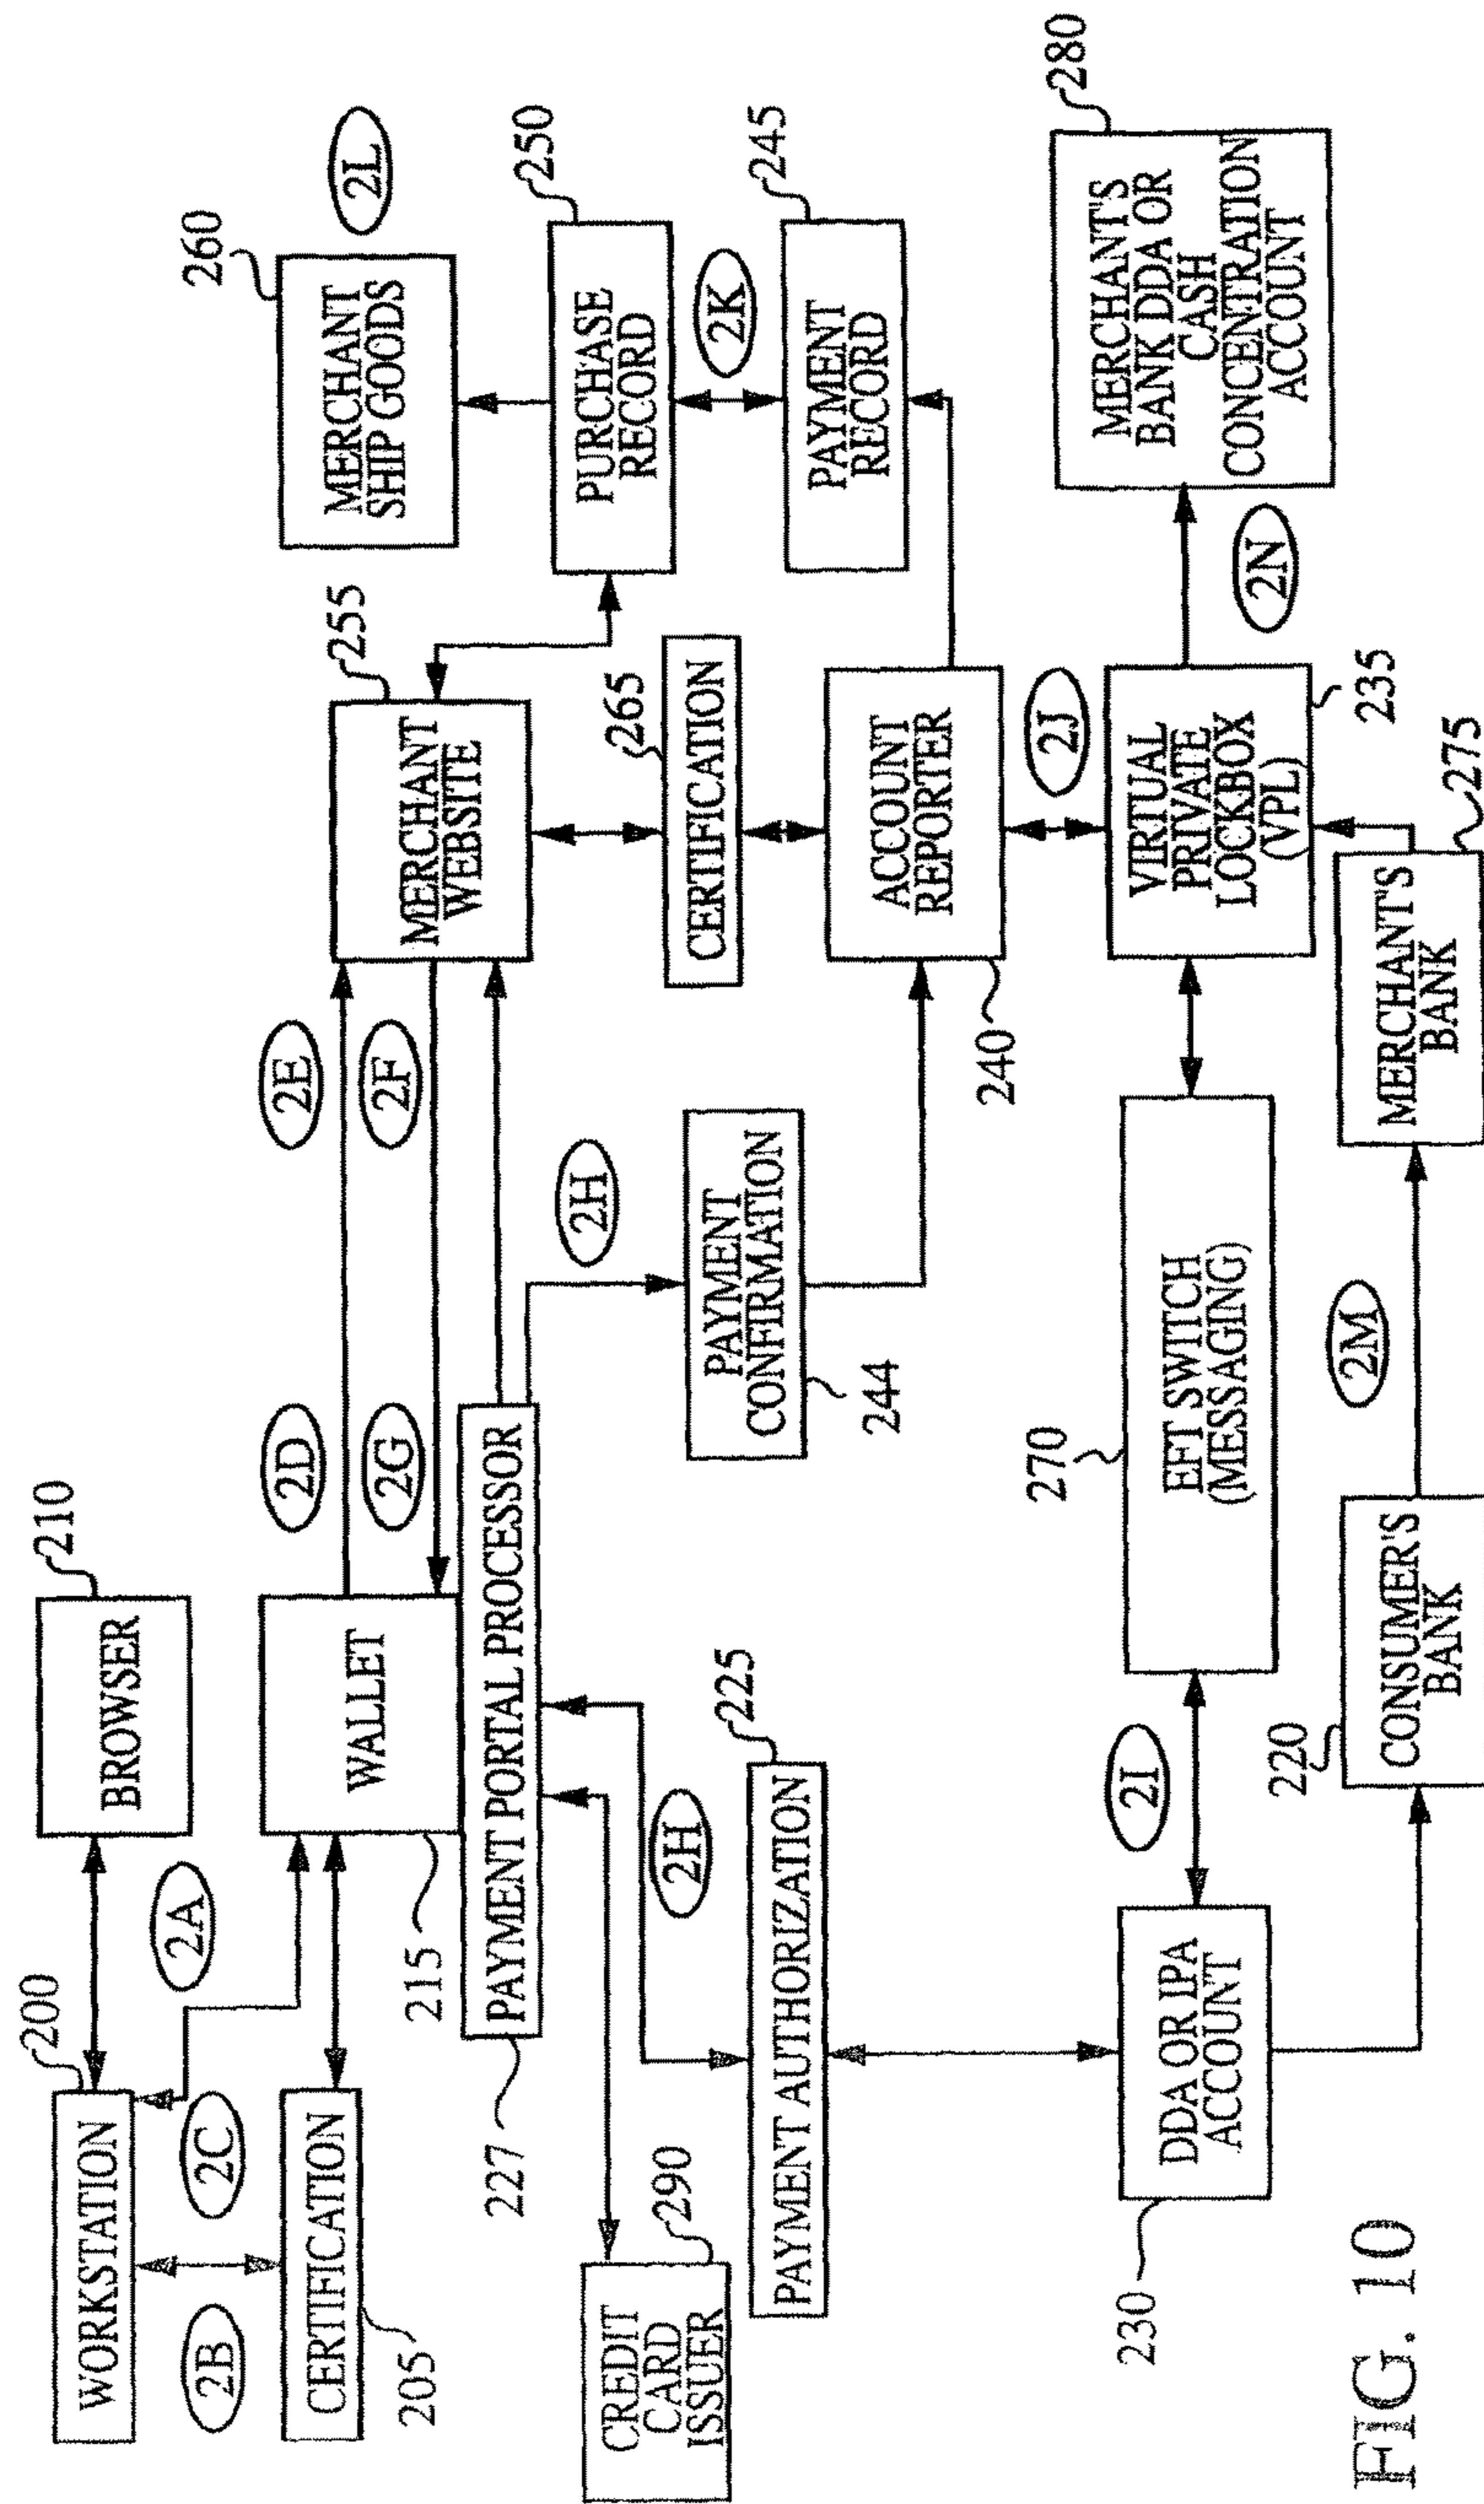 200
210
WORKSTATION
BROWSER
2A
2B
2C
CERTIFICATION
205
WALLET
215
2D
2E
2G
2F
255
MERCHANT
WEBSITE
260
MERCHANT
SHIP GOODS
2L
PAYMENT PORTAL PROCESSOR
227
2H
265
CERTIFICATION
250
PURCHASE
RECORD
2K
CREDIT
CARD
ISSUER
290
2H
225
PAYMENT AUTHORIZATION
PAYMENT
CONFIRMATION
244
ACCOUNT
REPORTER
240
245
PAYMENT
RECORD
2J
270
EFT SWITCH
(MESSAGING)
2I
DDA OR IPA
ACCOUNT
230
VIRTUAL
PRIVATE
LOCKBOX
(VPL)
235
2N
280
MERCHANT'S
BANK DDA OR
CASH
CONCENTRATION
ACCOUNT
220
CONSUMER'S
BANK
2M
MERCHANT'S
BANK
275
FIG. 10